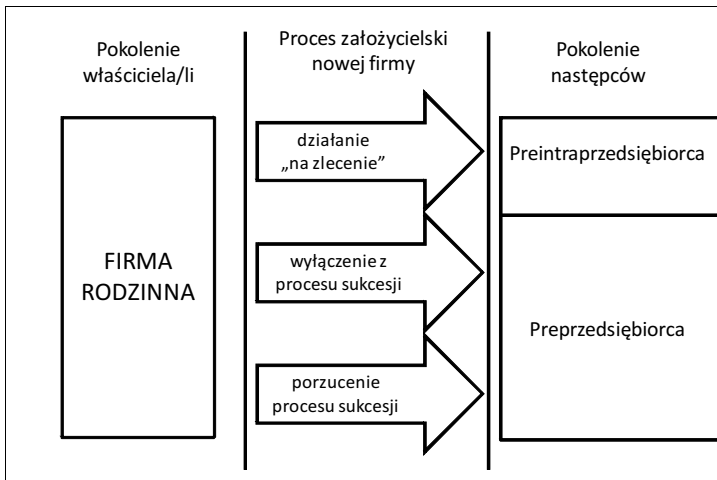 Pokolenie
właściciela/li
Proces założycielski
nowej firmy
Pokolenie
następców
FIRMA
RODZINNA
działanie
„na zlecenie”
wyłączenie z
procesu sukcesji
porzucenie
procesu sukcesji
Preintraprzedsiębiorca
Preprzedsiębiorca